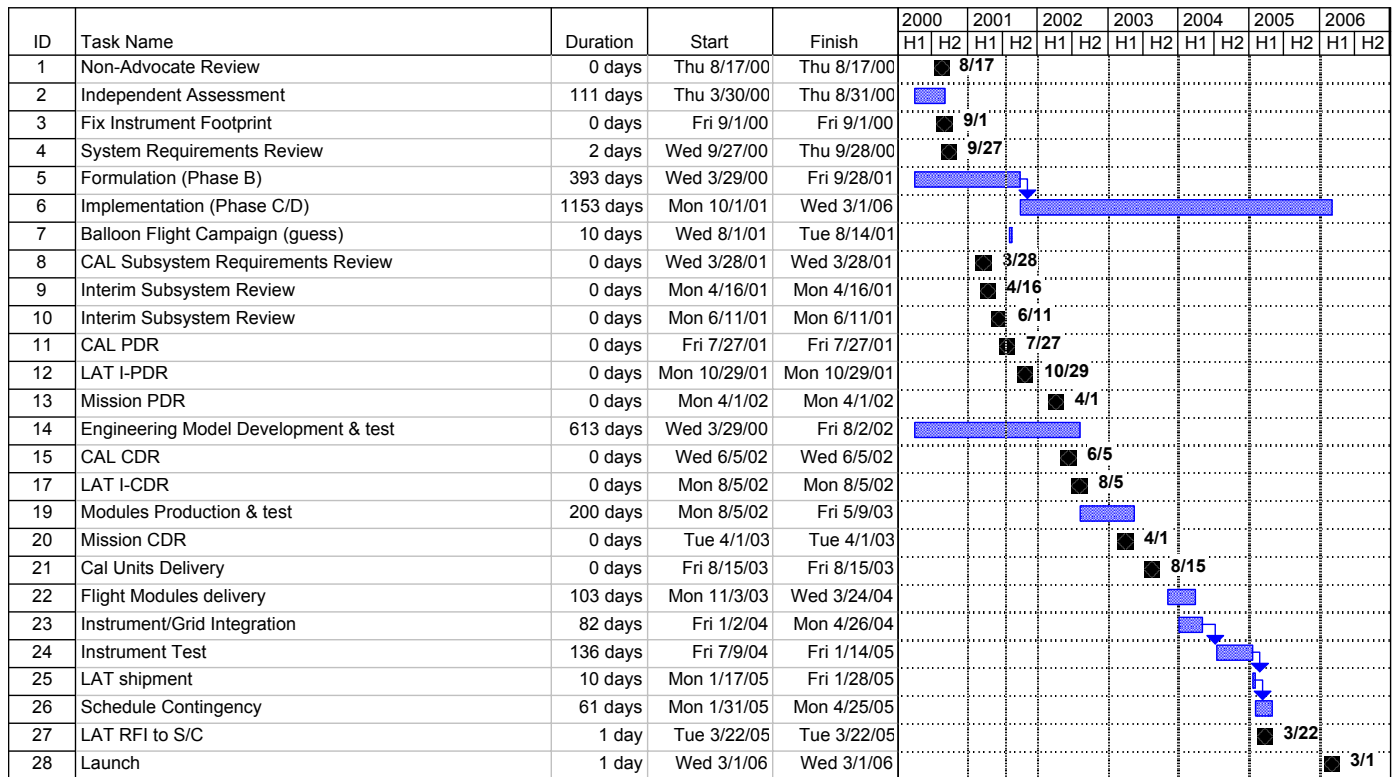 2000 2001 2002 2003 2004 2005 2006
ID Task Name Duration Start Finish H1 H2 H1 H2 H1 H2 H1 H2 H1 H2 H1 H2 H1 H2
1 Non-Advocate Review 0 days Thu 8/17/00 Thu 8/17/00 8/17
2 Independent Assessment 111 days Thu 3/30/00 Thu 8/31/00
3 Fix Instrument Footprint 0 days Fri 9/1/00 Fri 9/1/00 9/1
4 System Requirements Review 2 days Wed 9/27/00 Thu 9/28/00 9/27
5 Formulation (Phase B) 393 days Wed 3/29/00 Fri 9/28/01
6 Implementation (Phase C/D) 1153 days Mon 10/1/01 Wed 3/1/06
7 Balloon Flight Campaign (guess) 10 days Wed 8/1/01 Tue 8/14/01
8 CAL Subsystem Requirements Review 0 days Wed 3/28/01 Wed 3/28/01 3/28
9 Interim Subsystem Review 0 days Mon 4/16/01 Mon 4/16/01 4/16
10 Interim Subsystem Review 0 days Mon 6/11/01 Mon 6/11/01 6/11
11 CAL PDR 0 days Fri 7/27/01 Fri 7/27/01 7/27
12 LAT I-PDR 0 days Mon 10/29/01 Mon 10/29/01 10/29
13 Mission PDR 0 days Mon 4/1/02 Mon 4/1/02 4/1
14 Engineering Model Development & test 613 days Wed 3/29/00 Fri 8/2/02
15 CAL CDR 0 days Wed 6/5/02 Wed 6/5/02 6/5
17 LAT I-CDR 0 days Mon 8/5/02 Mon 8/5/02 8/5
19 Modules Production & test 200 days Mon 8/5/02 Fri 5/9/03
20 Mission CDR 0 days Tue 4/1/03 Tue 4/1/03 4/1
21 Cal Units Delivery 0 days Fri 8/15/03 Fri 8/15/03 8/15
22 Flight Modules delivery 103 days Mon 11/3/03 Wed 3/24/04
23 Instrument/Grid Integration 82 days Fri 1/2/04 Mon 4/26/04
24 Instrument Test 136 days Fri 7/9/04 Fri 1/14/05
25 LAT shipment 10 days Mon 1/17/05 Fri 1/28/05
26 Schedule Contingency 61 days Mon 1/31/05 Mon 4/25/05
27 LAT RFI to S/C 1 day Tue 3/22/05 Tue 3/22/05 3/22
28 Launch 1 day Wed 3/1/06 Wed 3/1/06 3/1